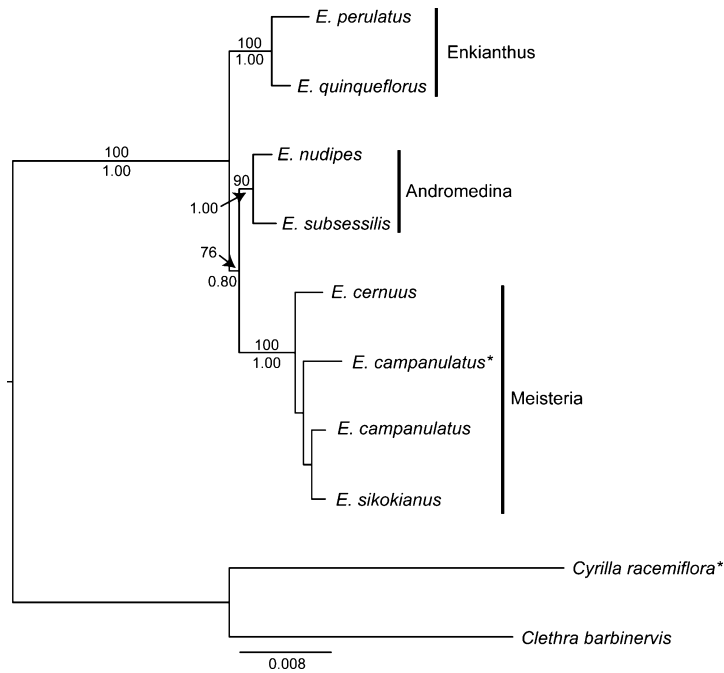 E. perulatus
100
1.00
Enkianthus
E. quinqueflorus
100
1.00
E. nudipes
90
1.00
Andromedina
E. subsessilis
76
0.80
E. cernuus
100
1.00
E. campanulatus*
Meisteria
E. campanulatus
E. sikokianus
Cyrilla racemiflora*
Clethra barbinervis
0.008